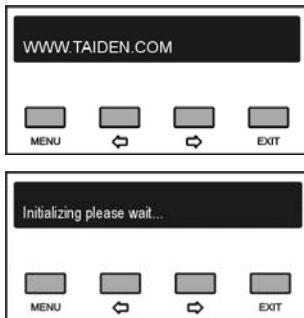 WWW.TAIDEN.COM
MENU ⇦ ⇨ EXIT
Initializing please wait...
MENU ⇦ ⇨ EXIT